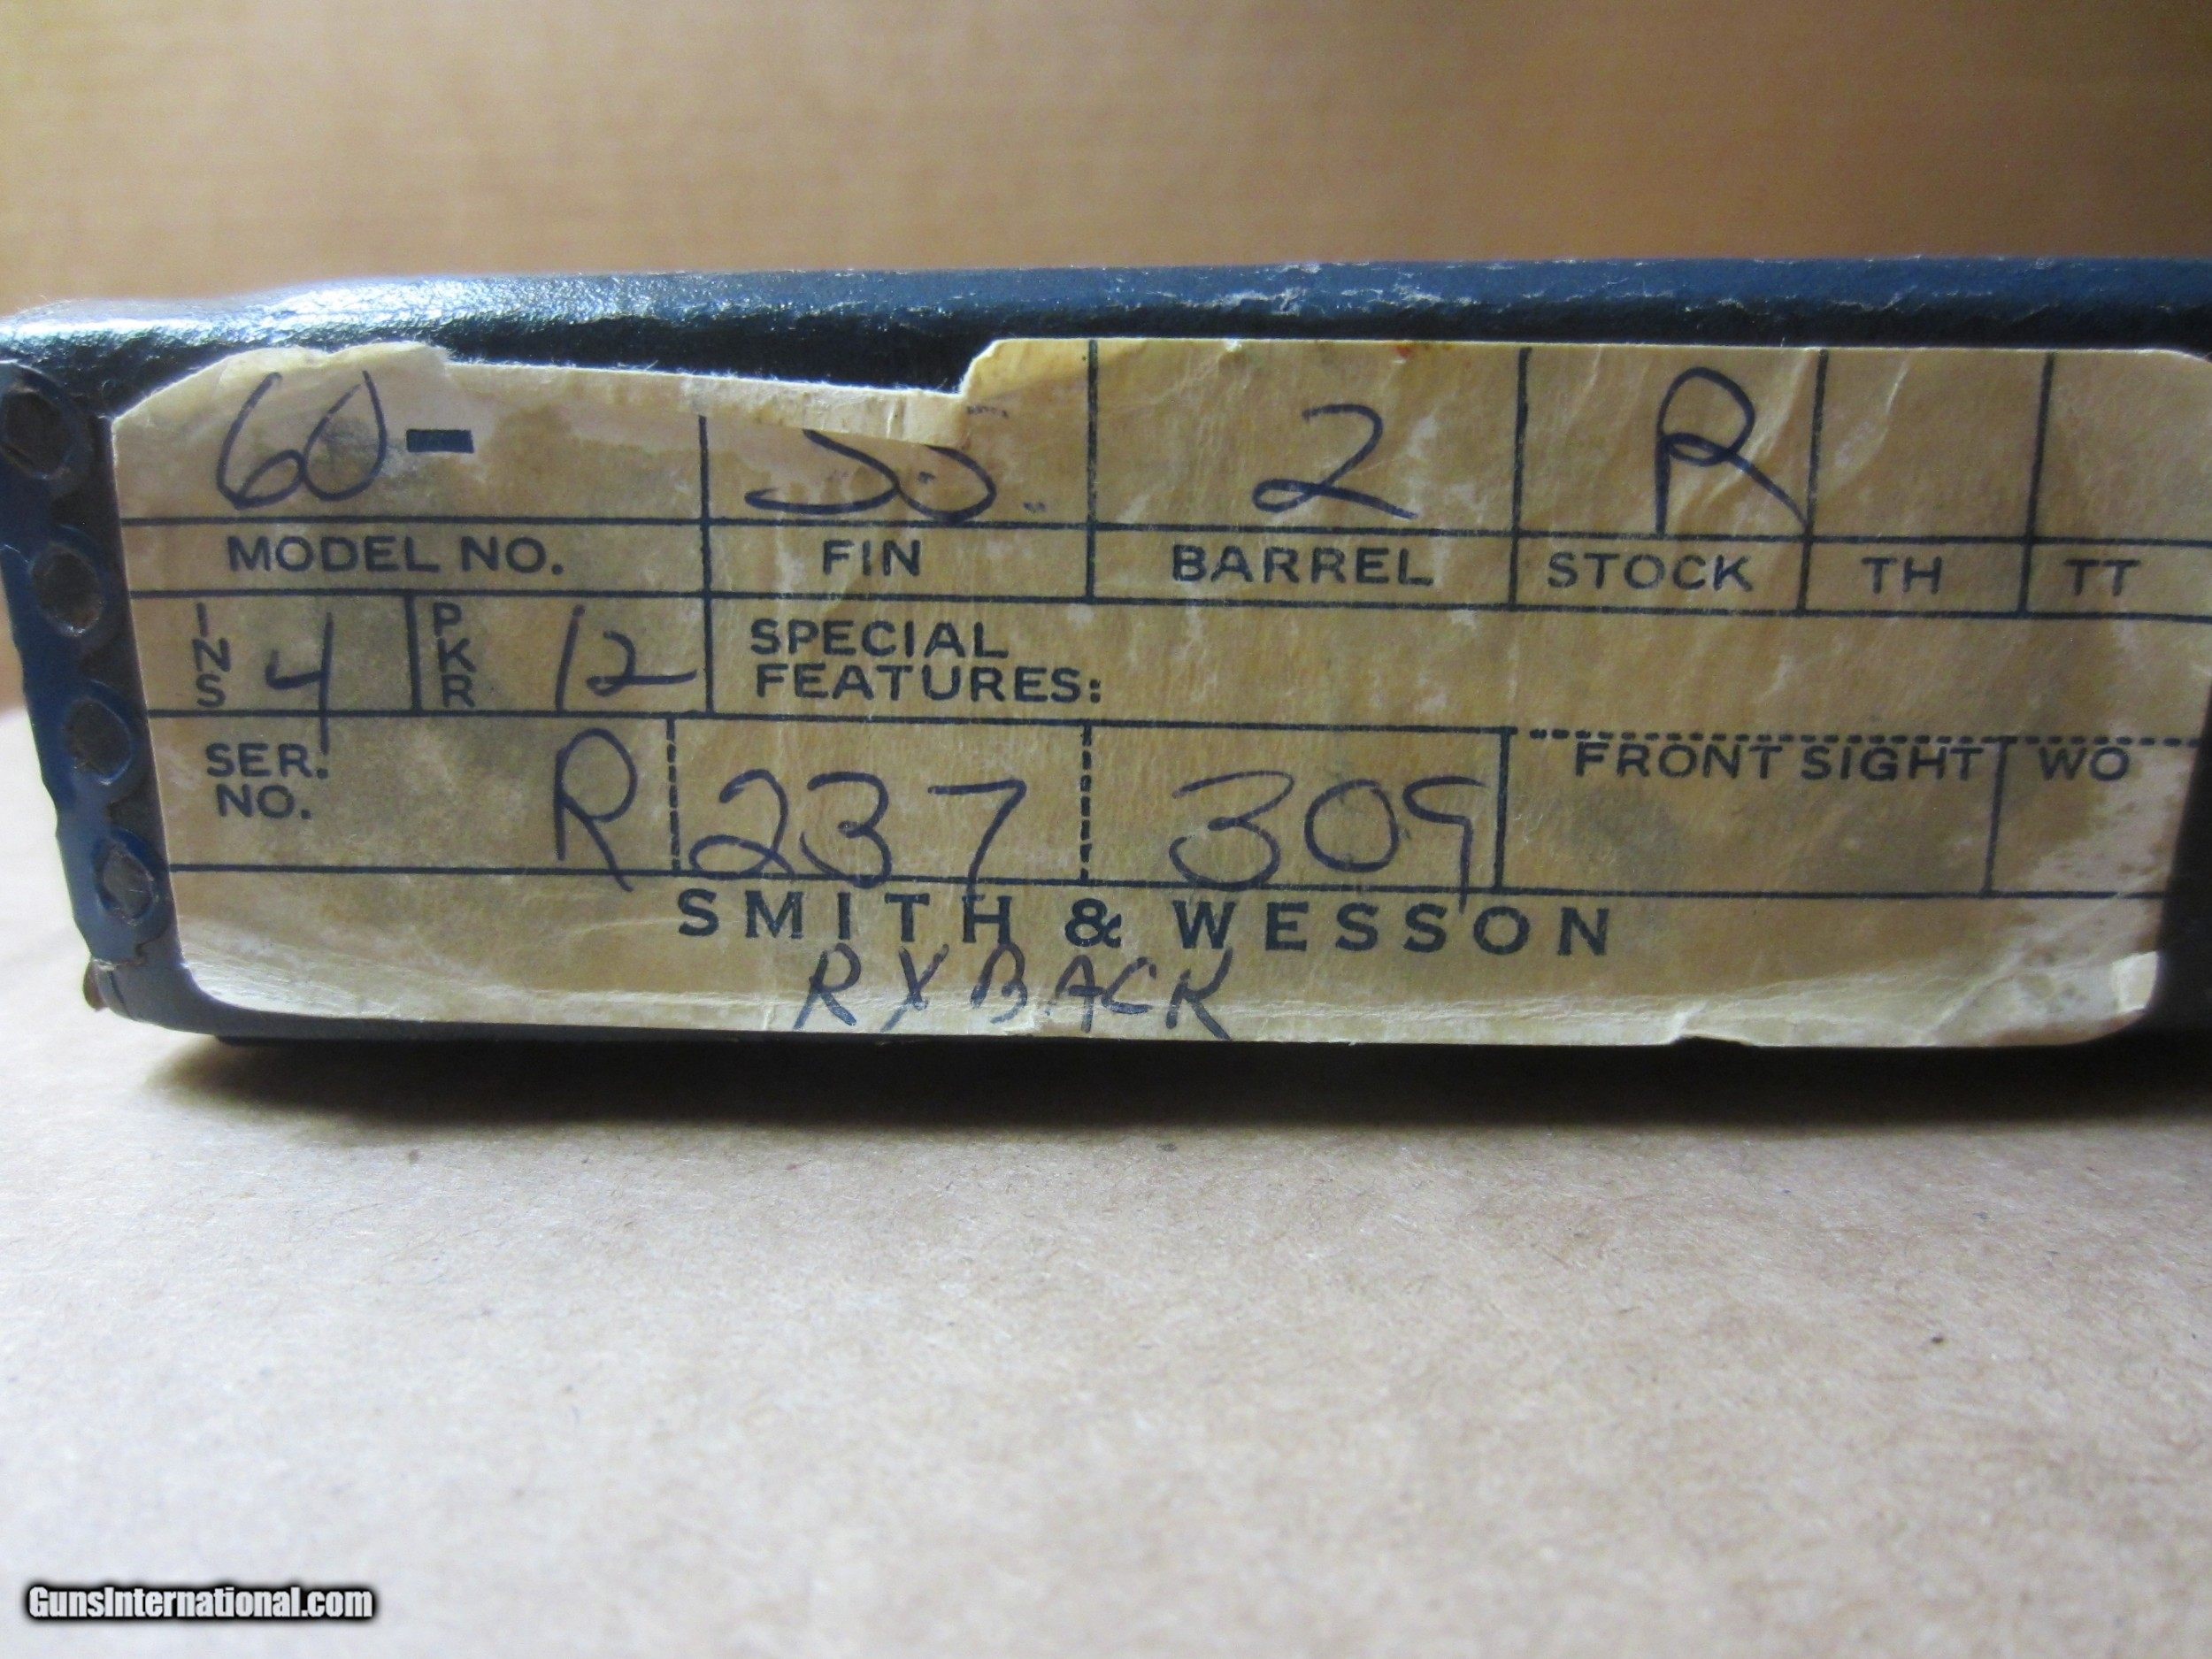 60- 2 R
MODEL NO. FIN BARREL STOCK TH TT
INS 4 PKR 12 SPECIAL
FEATURES:
SER. NO. R 237 309 FRONT SIGHT WO
SMITH & WESSON
RXBACK
GunsInternational.com